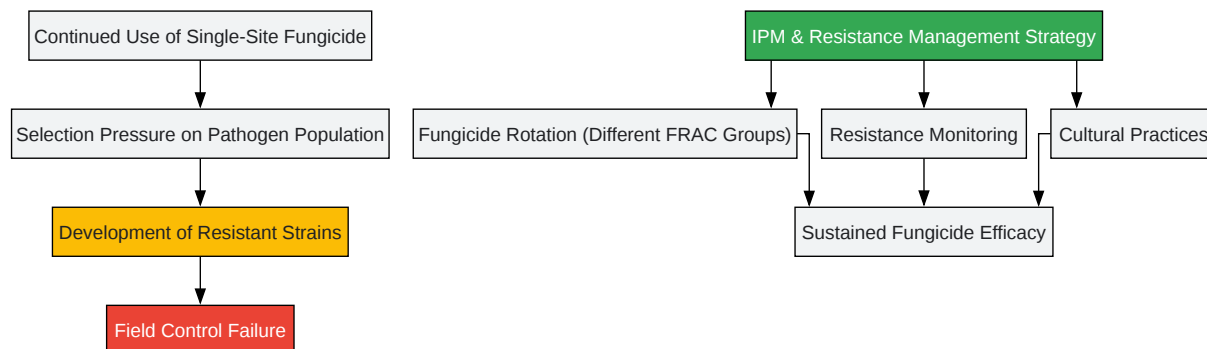 Continued Use of Single-Site Fungicide
IPM & Resistance Management Strategy
Selection Pressure on Pathogen Population
Fungicide Rotation (Different FRAC Groups)
Resistance Monitoring
Cultural Practices
Development of Resistant Strains
Sustained Fungicide Efficacy
Field Control Failure